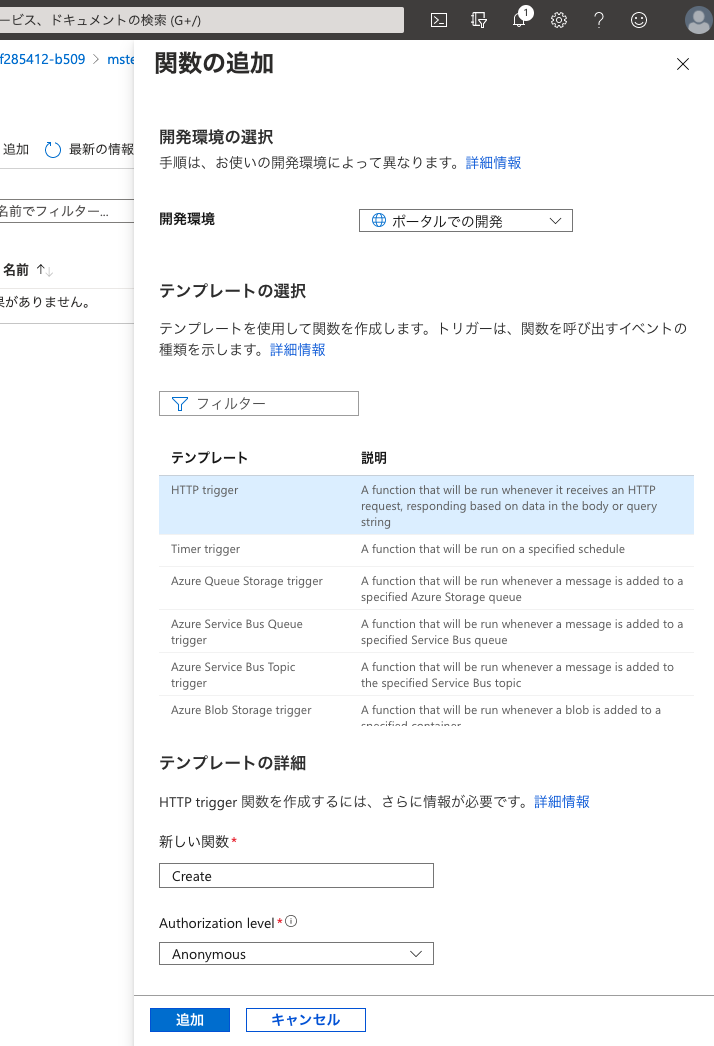 ービス、ドキュメントの検索 (G+/)
1
f285412-b509 > mste
関数の追加
追加
最新の情報
名前でフィルター...
名前 ↑↓
果がありません。
開発環境の選択
手順は、お使いの開発環境によって異なります。詳細情報
開発環境
ポータルでの開発
テンプレートの選択
テンプレートを使用して関数を作成します。トリガーは、関数を呼び出すイベントの
種類を示します。詳細情報
フィルター
テンプレート 説明
HTTP trigger
A function that will be run whenever it receives an HTTP
request, responding based on data in the body or query
string
Timer trigger
A function that will be run on a specified schedule
Azure Queue Storage trigger
A function that will be run whenever a message is added to a
specified Azure Storage queue
Azure Service Bus Queue
trigger
A function that will be run whenever a message is added to a
specified Service Bus queue
Azure Service Bus Topic
trigger
A function that will be run whenever a message is added to
the specified Service Bus topic
Azure Blob Storage trigger
A function that will be run whenever a blob is added to a
specified container
テンプレートの詳細
HTTP trigger 関数を作成するには、さらに情報が必要です。詳細情報
新しい関数*
Create
Authorization level*
Anonymous
追加
キャンセル